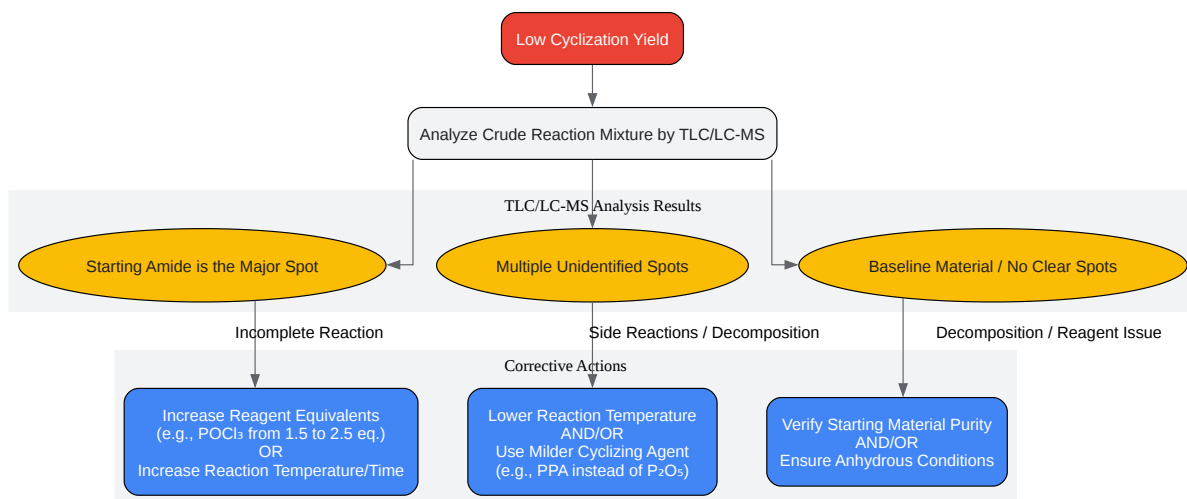 Low Cyclization Yield
Analyze Crude Reaction Mixture by TLC/LC-MS
TLC/LC-MS Analysis Results
Starting Amide is the Major Spot
Multiple Unidentified Spots
Baseline Material / No Clear Spots
Incomplete Reaction
Side Reactions / Decomposition
Decomposition / Reagent Issue
Corrective Actions
Increase Reagent Equivalents
(e.g., POCl₃ from 1.5 to 2.5 eq.)
OR
Increase Reaction Temperature/Time
Lower Reaction Temperature
AND/OR
Use Milder Cyclizing Agent
(e.g., PPA instead of P₂O₅)
Verify Starting Material Purity
AND/OR
Ensure Anhydrous Conditions